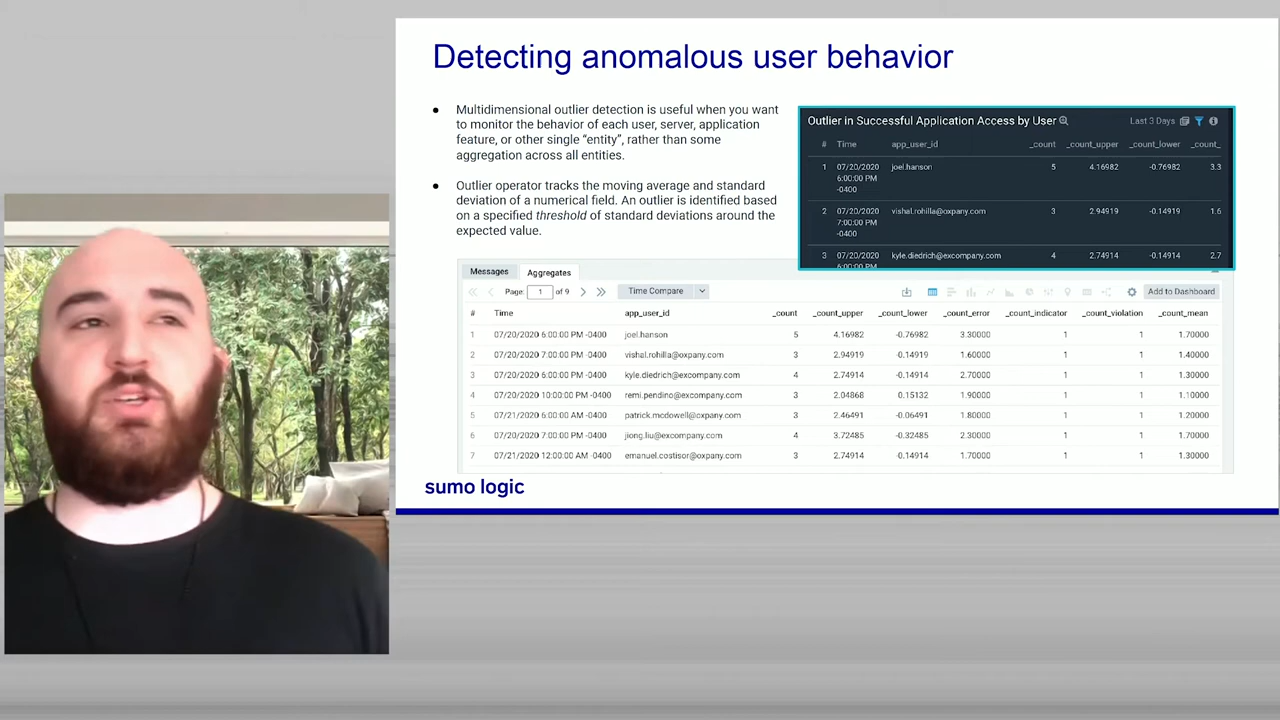 Detecting anomalous user behavior
● Multidimensional outlier detection is useful when you want
to monitor the behavior of each user, server, application
feature, or other single “entity”, rather than some
aggregation across all entities.
● Outlier operator tracks the moving average and standard
deviation of a numerical field. An outlier is identified based
on a specified threshold of standard deviations around the
expected value.
Outlier in Successful Application Access by User Last 3 Days
# Time app_user_id _count _count_upper _count_lower _count_
1 07/20/2020 joel.hanson 5 4.16982 -0.76982 3.3
6:00:00 PM
-0400
2 07/20/2020 vishal.rohilla@oxpany.com 3 2.94919 -0.14919 1.6
7:00:00 PM
-0400
3 07/20/2020 kyle.diedrich@excompany.com 4 2.74914 -0.14914 2.7
6:00:00 PM
Messages Aggregates
Page: 1 of 9 Time Compare Add to Dashboard
# Time app_user_id _count _count_upper _count_lower _count_error _count_indicator _count_violation _count_mean
1 07/20/2020 6:00:00 PM -0400 joel.hanson 5 4.16982 -0.76982 3.30000 1 1 1.70000
2 07/20/2020 7:00:00 PM -0400 vishal.rohilla@oxpany.com 3 2.94919 -0.14919 1.60000 1 1 1.40000
3 07/20/2020 6:00:00 PM -0400 kyle.diedrich@excompany.com 4 2.74914 -0.14914 2.70000 1 1 1.30000
4 07/20/2020 10:00:00 PM -0400 remi.pendino@excompany.com 3 2.04868 0.15132 1.90000 1 1 1.10000
5 07/21/2020 6:00:00 AM -0400 patrick.mcdowell@oxpany.com 3 2.46491 -0.06491 1.80000 1 1 1.20000
6 07/20/2020 7:00:00 PM -0400 jiong.liu@excompany.com 4 3.72485 -0.32485 2.30000 1 1 1.70000
7 07/21/2020 12:00:00 AM -0400 emanuel.costisor@oxpany.com 3 2.74914 -0.14914 1.70000 1 1 1.30000
sumo logic